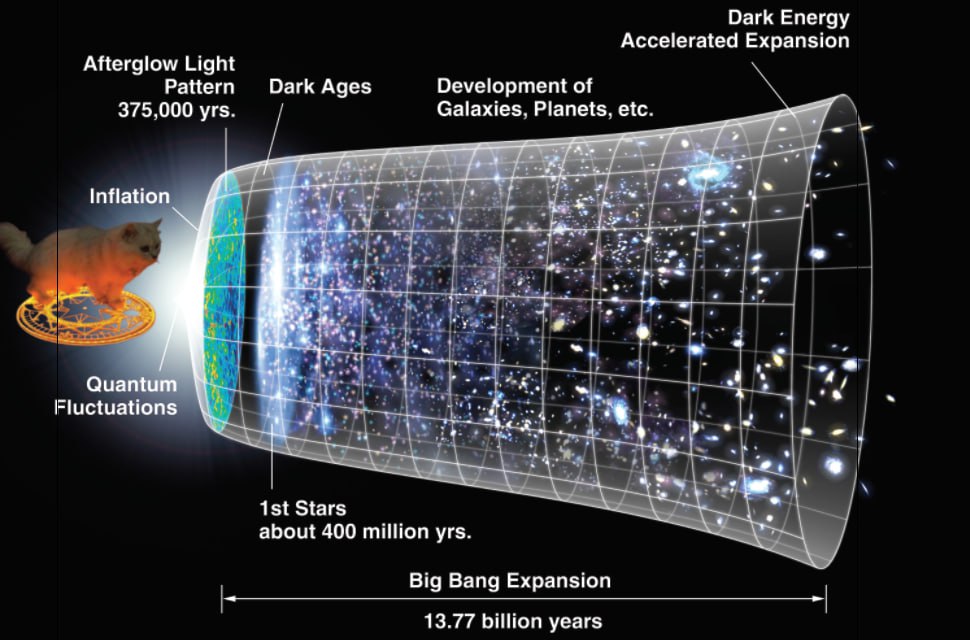 Dark Energy
Accelerated Expansion
Afterglow Light
Pattern
375,000 yrs.
Dark Ages
Development of
Galaxies, Planets, etc.
Inflation
Quantum
Fluctuations
1st Stars
about 400 million yrs.
Big Bang Expansion
13.77 billion years